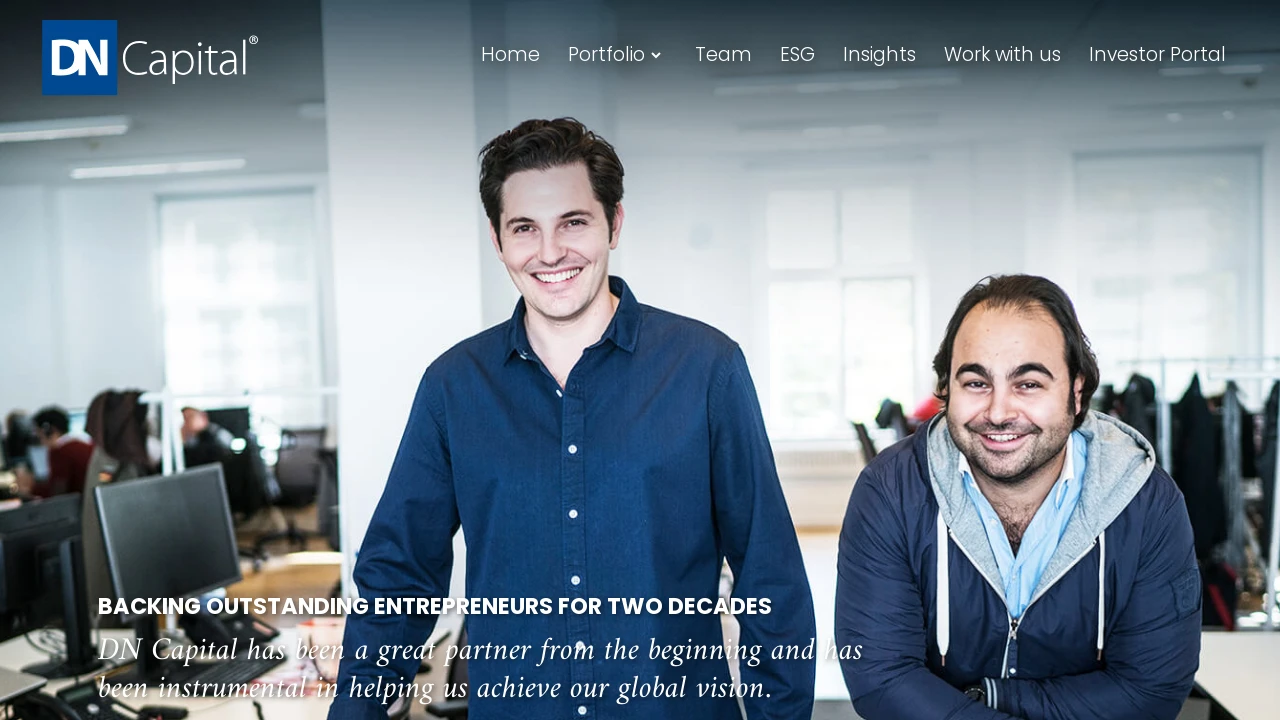 DN Capital®
Home Portfolio Team ESG Insights Work with us Investor Portal
BACKING OUTSTANDING ENTREPRENEURS FOR TWO DECADES
DN Capital has been a great partner from the beginning and has
been instrumental in helping us achieve our global vision.